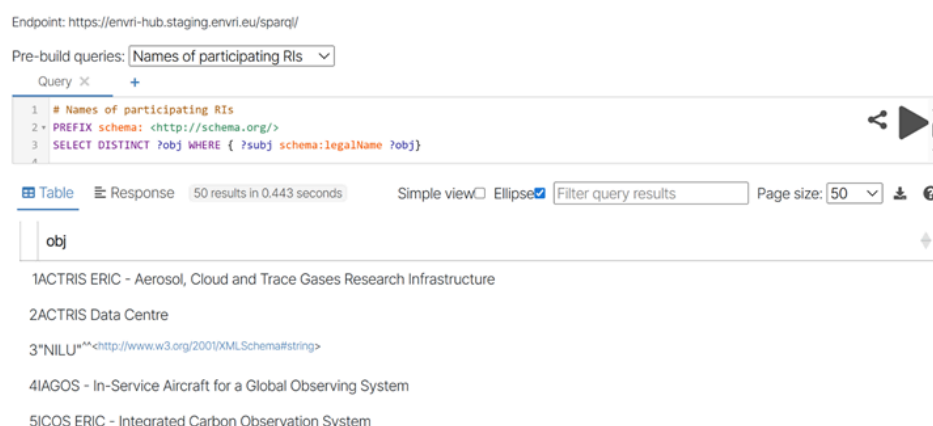 Endpoint: https://envri-hub.staging.envri.eu/sparql/
Pre-build queries: Names of participating RIs
Query × +
1 # Names of participating RIs
2 PREFIX schema: <http://schema.org/>
3 SELECT DISTINCT ?obj WHERE { ?subj schema:legalName ?obj}
4
Table Response 50 results in 0.443 seconds Simple view Ellipse Filter query results Page size: 50 ?
obj
1ACTRIS ERIC - Aerosol, Cloud and Trace Gases Research Infrastructure
2ACTRIS Data Centre
3"NILU"^^<http://www.w3.org/2001/XMLSchema#string>
4IAGOS - In-Service Aircraft for a Global Observing System
5ICOS ERIC - Integrated Carbon Observation System